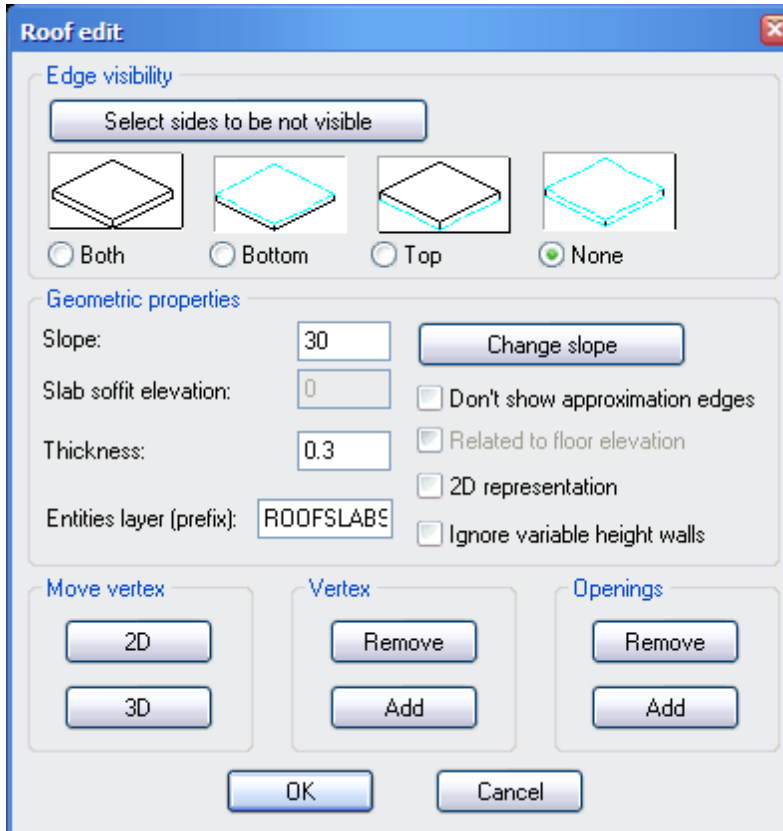 Roof edit
Edge visibility
Select sides to be not visible
Both
Bottom
Top
None
Geometric properties
Slope:
30
Change slope
Slab soffit elevation:
0
Don't show approximation edges
Related to floor elevation
Thickness:
0.3
2D representation
Entities layer (prefix):
ROOFSLABS
Ignore variable height walls
Move vertex
Vertex
Openings
2D
Remove
Remove
3D
Add
Add
OK
Cancel